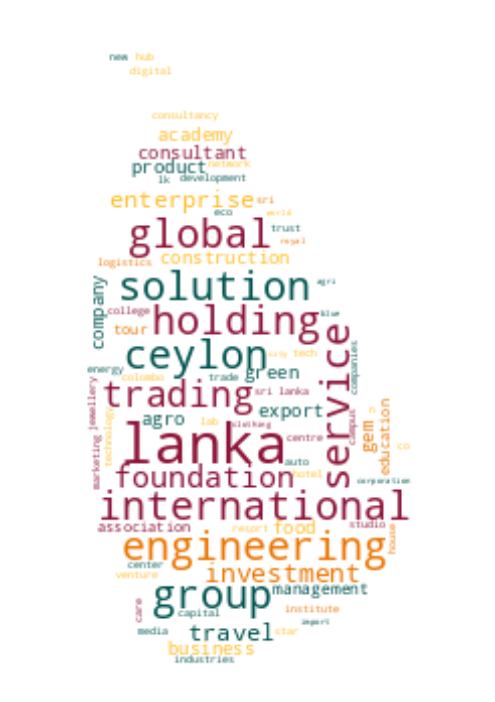 new hub
digital
consultancy
academy
consultant
product network
lk development
enterprise sri
eco world
global trust
royal
logistics construction
solution agri
company college holding blue
tour
ceylon city tech
service companies
energy colombo trade green
trading sri lanka
marketing jewellery technology
agro lab export
clothing campus
lanka centre gem education
co
auto
foundation hotel
corporation
international
association resort food studio
engineering house
center
venture investment
group management
care capital institute
import
media travel star
business
industries